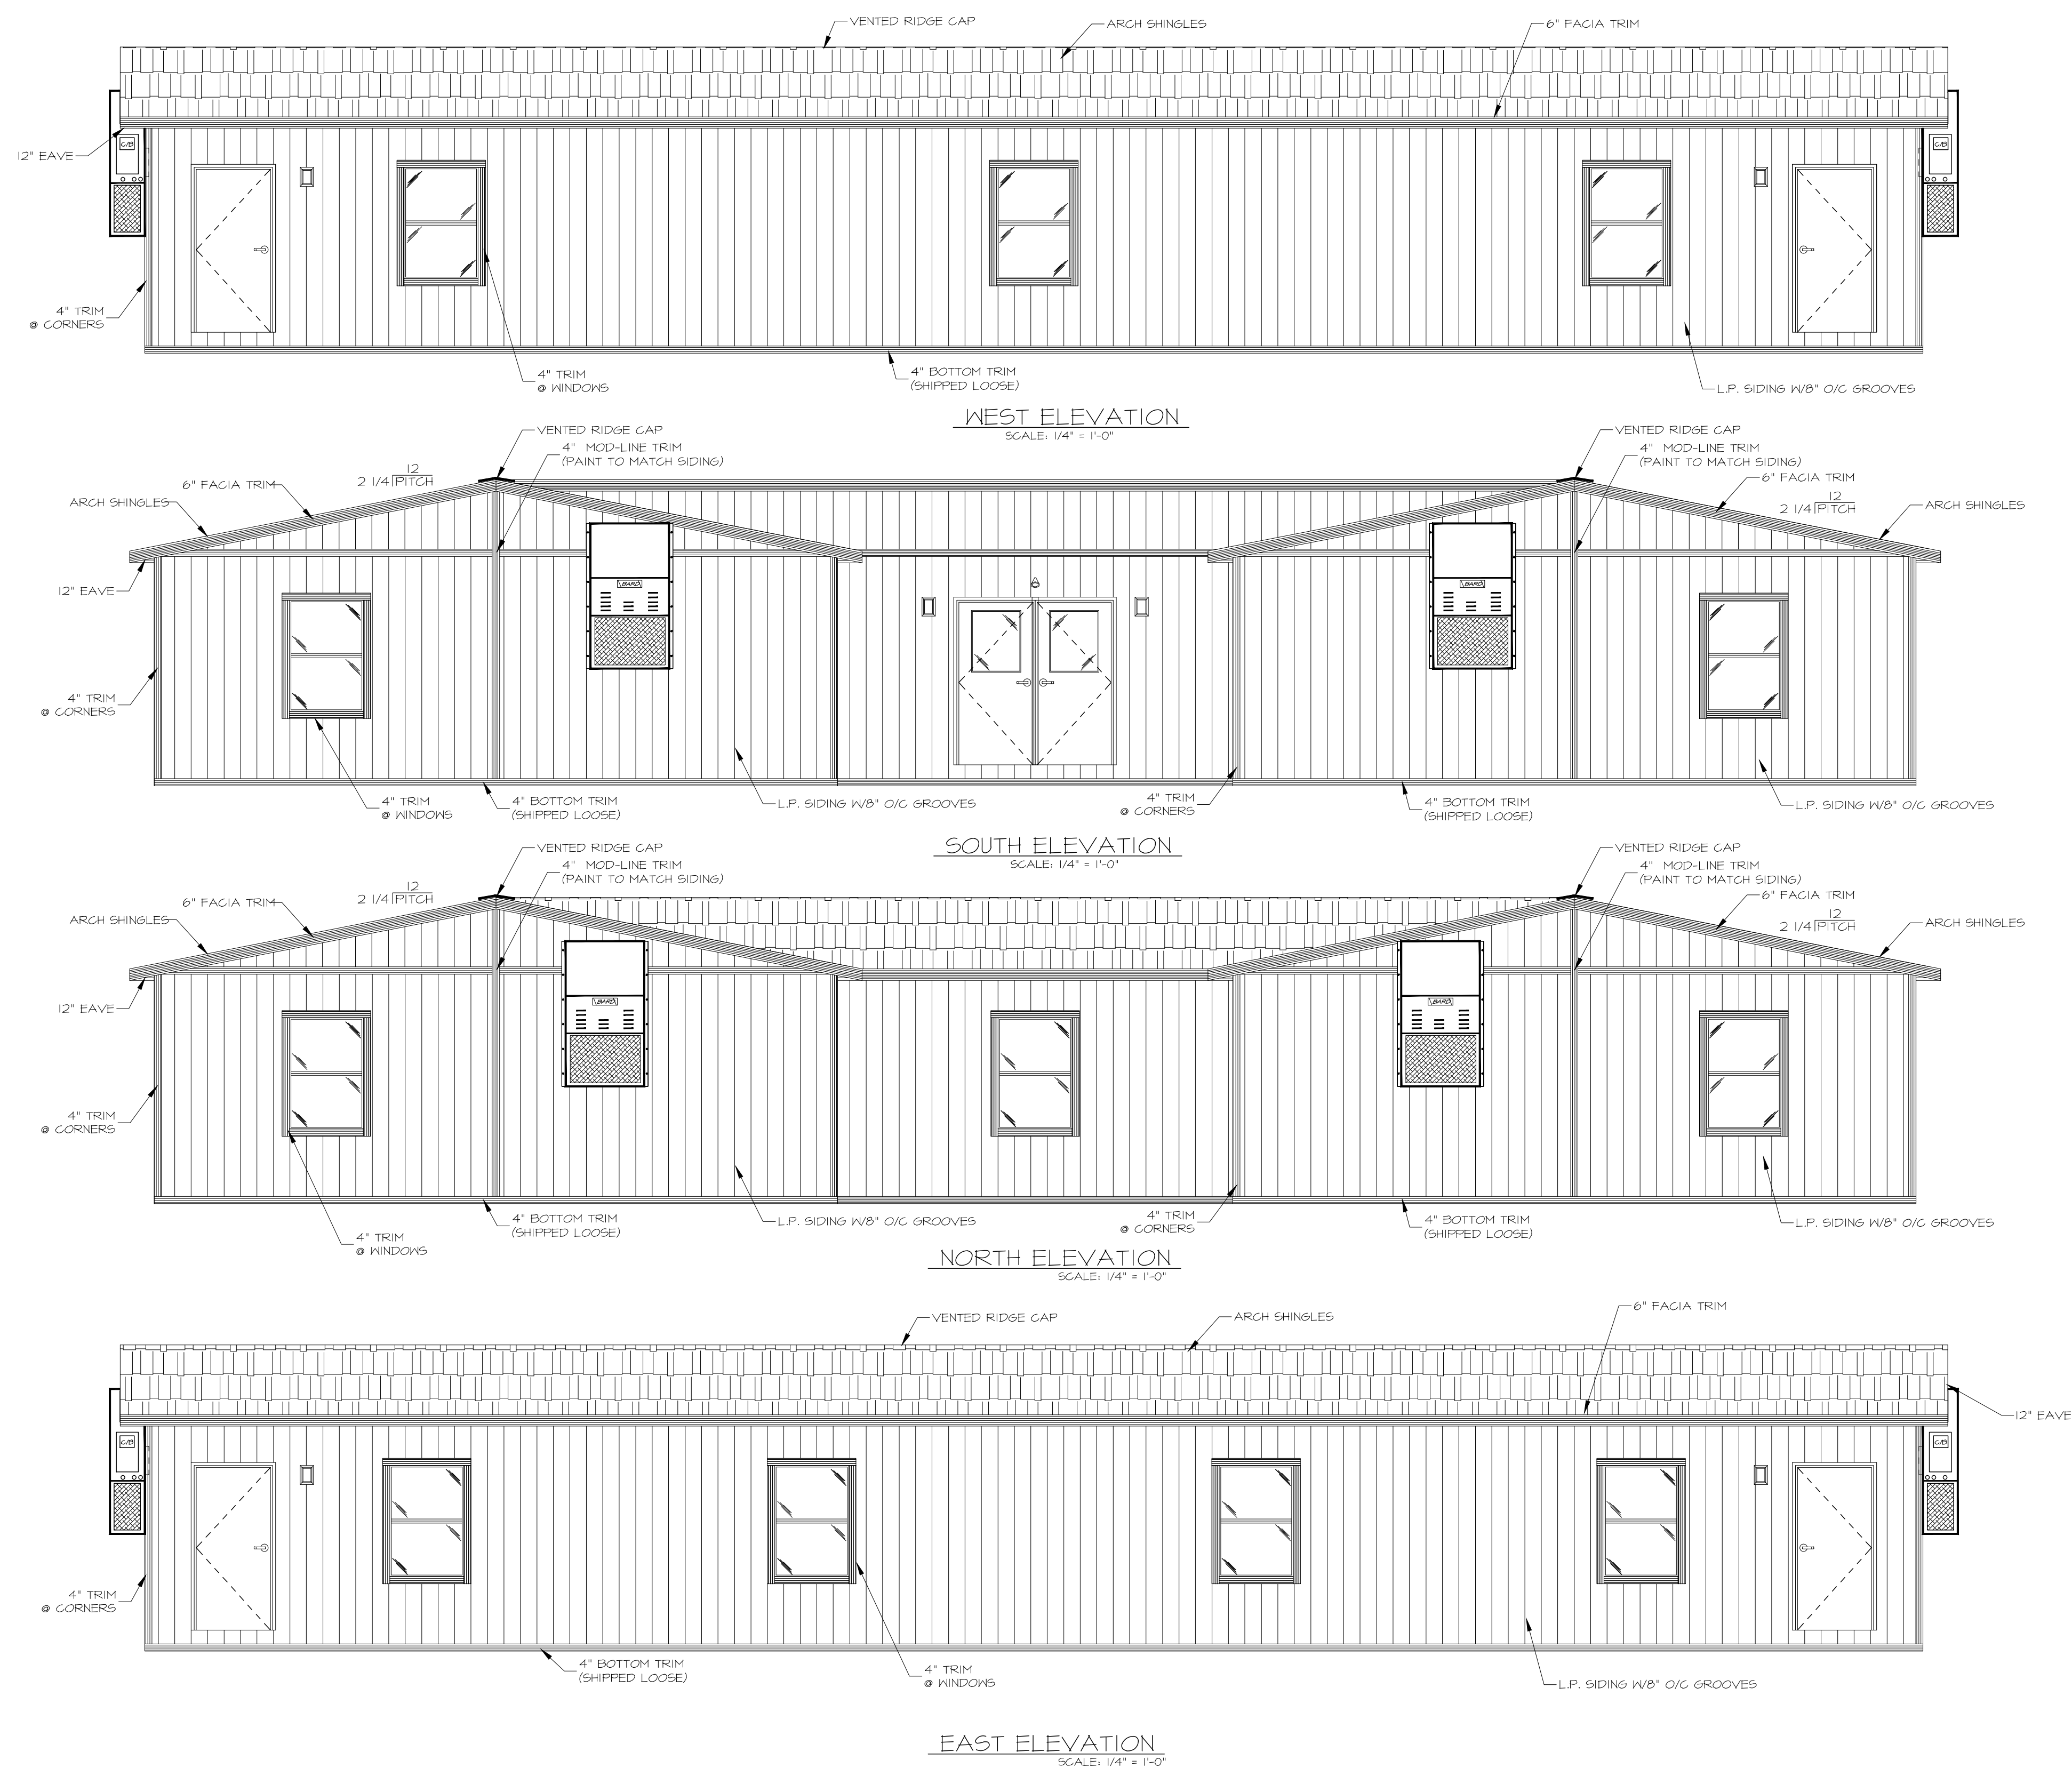 VENTED RIDGE CAP
ARCH SHINGLES
6" FACIA TRIM
12" EAVE
C/B
C/B
4" TRIM
@ CORNERS
4" TRIM
@ WINDOWS
4" BOTTOM TRIM
(SHIPPED LOOSE)
L.P. SIDING W/8" O/C GROOVES
WEST ELEVATION
SCALE: 1/4" = 1'-0"
VENTED RIDGE CAP
4" MOD-LINE TRIM
(PAINT TO MATCH SIDING)
12
2 1/4 PITCH
6" FACIA TRIM
ARCH SHINGLES
VENTED RIDGE CAP
4" MOD-LINE TRIM
(PAINT TO MATCH SIDING)
6" FACIA TRIM
12
2 1/4 PITCH
ARCH SHINGLES
12" EAVE
BARD
BARD
4" TRIM
@ CORNERS
4" TRIM
@ WINDOWS
4" BOTTOM TRIM
(SHIPPED LOOSE)
L.P. SIDING W/8" O/C GROOVES
4" TRIM
@ CORNERS
4" BOTTOM TRIM
(SHIPPED LOOSE)
L.P. SIDING W/8" O/C GROOVES
SOUTH ELEVATION
SCALE: 1/4" = 1'-0"
VENTED RIDGE CAP
4" MOD-LINE TRIM
(PAINT TO MATCH SIDING)
12
2 1/4 PITCH
6" FACIA TRIM
ARCH SHINGLES
VENTED RIDGE CAP
4" MOD-LINE TRIM
(PAINT TO MATCH SIDING)
6" FACIA TRIM
12
2 1/4 PITCH
ARCH SHINGLES
12" EAVE
BARD
BARD
4" TRIM
@ CORNERS
4" TRIM
@ WINDOWS
4" BOTTOM TRIM
(SHIPPED LOOSE)
L.P. SIDING W/8" O/C GROOVES
4" TRIM
@ CORNERS
4" BOTTOM TRIM
(SHIPPED LOOSE)
L.P. SIDING W/8" O/C GROOVES
NORTH ELEVATION
SCALE: 1/4" = 1'-0"
VENTED RIDGE CAP
ARCH SHINGLES
6" FACIA TRIM
12" EAVE
C/B
C/B
4" TRIM
@ CORNERS
4" BOTTOM TRIM
(SHIPPED LOOSE)
4" TRIM
@ WINDOWS
L.P. SIDING W/8" O/C GROOVES
EAST ELEVATION
SCALE: 1/4" = 1'-0"